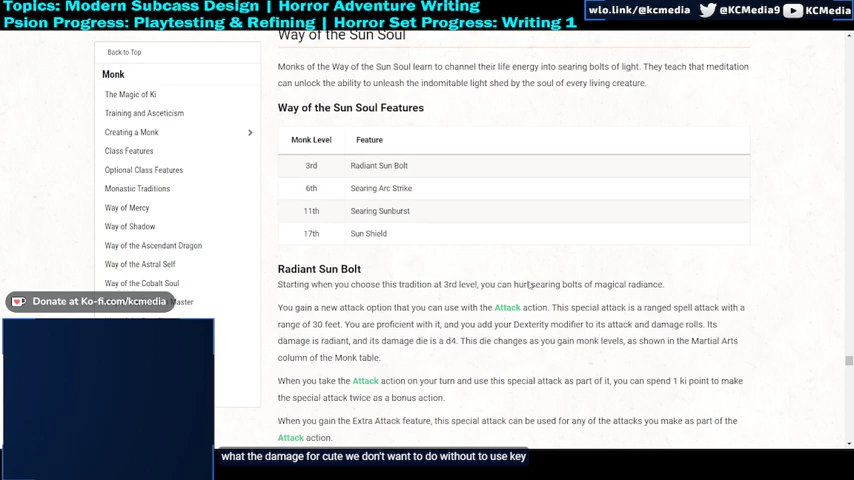 Topics: Modern Subcass Design | Horror Adventure Writing
Psion Progress: Playtesting & Refining | Horror Set Progress: Writing 1
wlo.link/@kcmedia
KCMedia9
KCMedia
Back to Top
Monk
The Magic of Ki
Training and Asceticism
Creating a Monk
Class Features
Optional Class Features
Monastic Traditions
Way of Mercy
Way of Shadow
Way of the Ascendant Dragon
Way of the Astral Self
Way of the Cobalt Soul
Master
Donate at Ko-fi.com/kcmedia
Way of the Sun Soul
Monks of the Way of the Sun Soul learn to channel their life energy into searing bolts of light. They teach that meditation
can unlock the ability to unleash the indomitable light shed by the soul of every living creature.
Way of the Sun Soul Features
Monk Level Feature
3rd Radiant Sun Bolt
6th Searing Arc Strike
11th Searing Sunburst
17th Sun Shield
Radiant Sun Bolt
Starting when you choose this tradition at 3rd level, you can hurl searing bolts of magical radiance.
You gain a new attack option that you can use with the Attack action. This special attack is a ranged spell attack with a
range of 30 feet. You are proficient with it, and you add your Dexterity modifier to its attack and damage rolls. Its
damage is radiant, and its damage die is a d4. This die changes as you gain monk levels, as shown in the Martial Arts
column of the Monk table.
When you take the Attack action on your turn and use this special attack as part of it, you can spend 1 ki point to make
the special attack twice as a bonus action.
When you gain the Extra Attack feature, this special attack can be used for any of the attacks you make as part of the
Attack action.
what the damage for cute we don't want to do without to use key